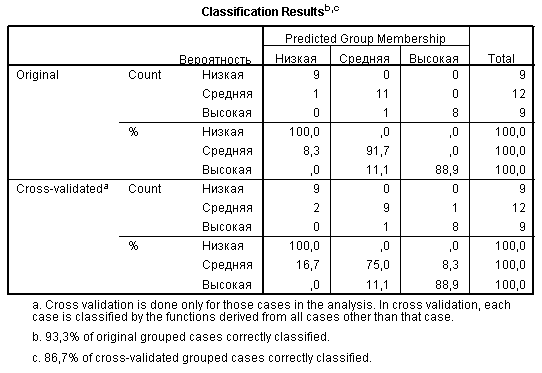 Classification Results b,c
Predicted Group Membership
Вероятность Низкая Средняя Высокая Total
Original Count Низкая 9 0 0 9
Средняя 1 11 0 12
Высокая 0 1 8 9
% Низкая 100,0 ,0 ,0 100,0
Средняя 8,3 91,7 ,0 100,0
Высокая ,0 11,1 88,9 100,0
Cross-validated a Count Низкая 9 0 0 9
Средняя 2 9 1 12
Высокая 0 1 8 9
% Низкая 100,0 ,0 ,0 100,0
Средняя 16,7 75,0 8,3 100,0
Высокая ,0 11,1 88,9 100,0
a. Cross validation is done only for those cases in the analysis. In cross validation, each
case is classified by the functions derived from all cases other than that case.
b. 93,3% of original grouped cases correctly classified.
c. 86,7% of cross-validated grouped cases correctly classified.